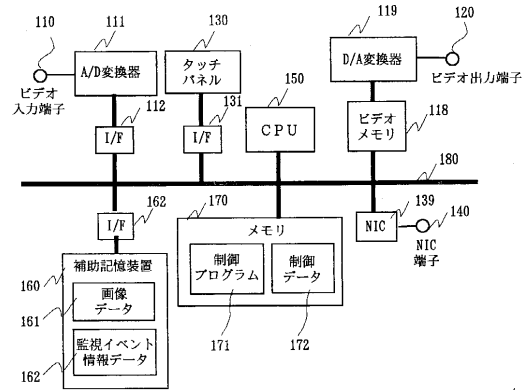 110
111
130
119
120
A/D変換器
タッチ
パネル
D/A変換器
ビデオ
入力端子
ビデオ出力端子
112
131
150
118
I/F
I/F
CPU
ビデオ
メモリ
180
162
170
139
140
I/F
メモリ
NIC
NIC
端子
160
補助記憶装置
制御
プログラム
制御
データ
161
画像
データ
171
172
162
監視イベント
情報データ